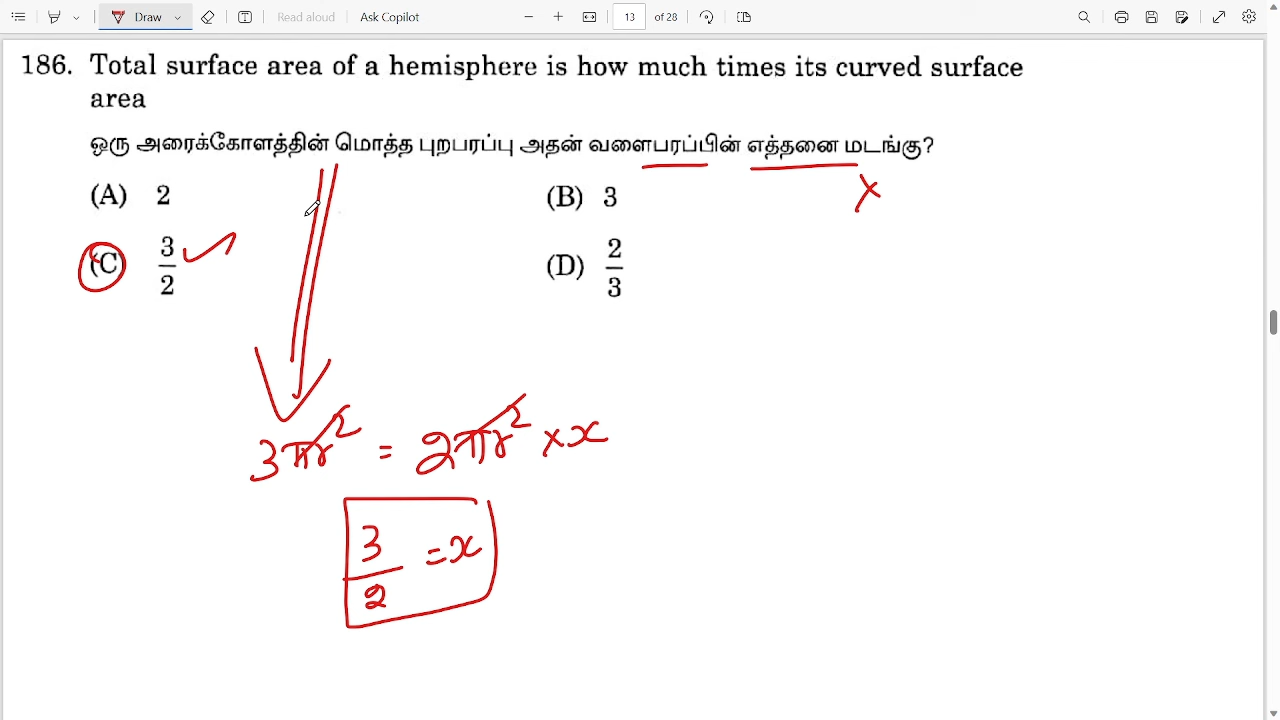 Draw
Read aloud
Ask Copilot
13
of 28
186. Total surface area of a hemisphere is how much times its curved surface
area
ஒரு அரைக்கோளத்தின் மொத்த புறபரப்பு அதன் வளைபரப்பின் எத்தனை மடங்கு?
x
(A) 2
(B) 3
(C) 3/2
(D) 2/3
3πr² = 2πr² × x
3/2 = x